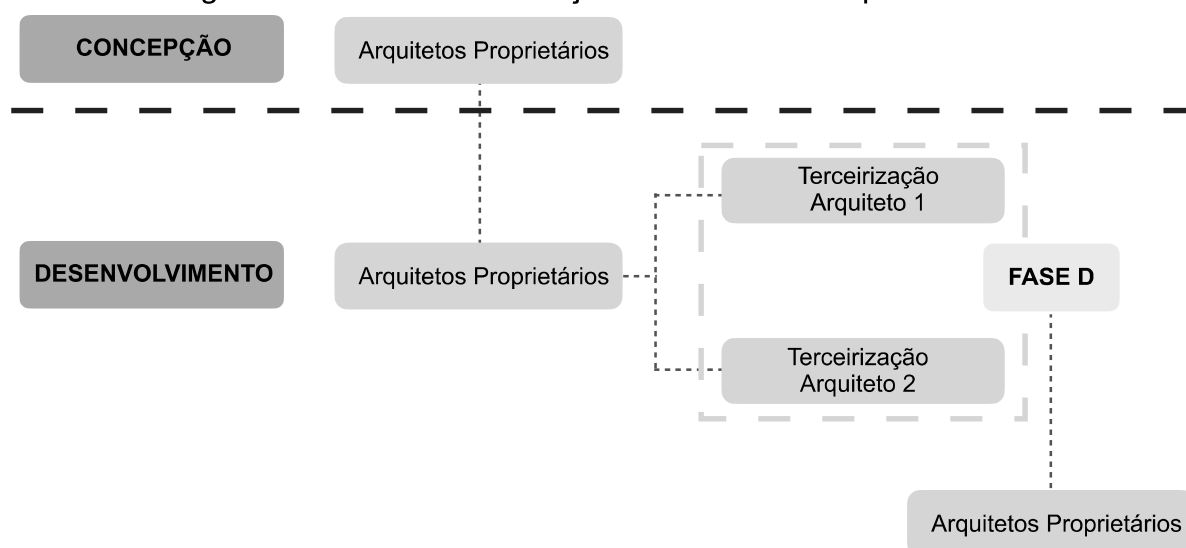 CONCEPÇÃO
Arquitetos Proprietários
Terceirização
Arquiteto 1
DESENVOLVIMENTO
Arquitetos Proprietários
FASE D
Terceirização
Arquiteto 2
Arquitetos Proprietários